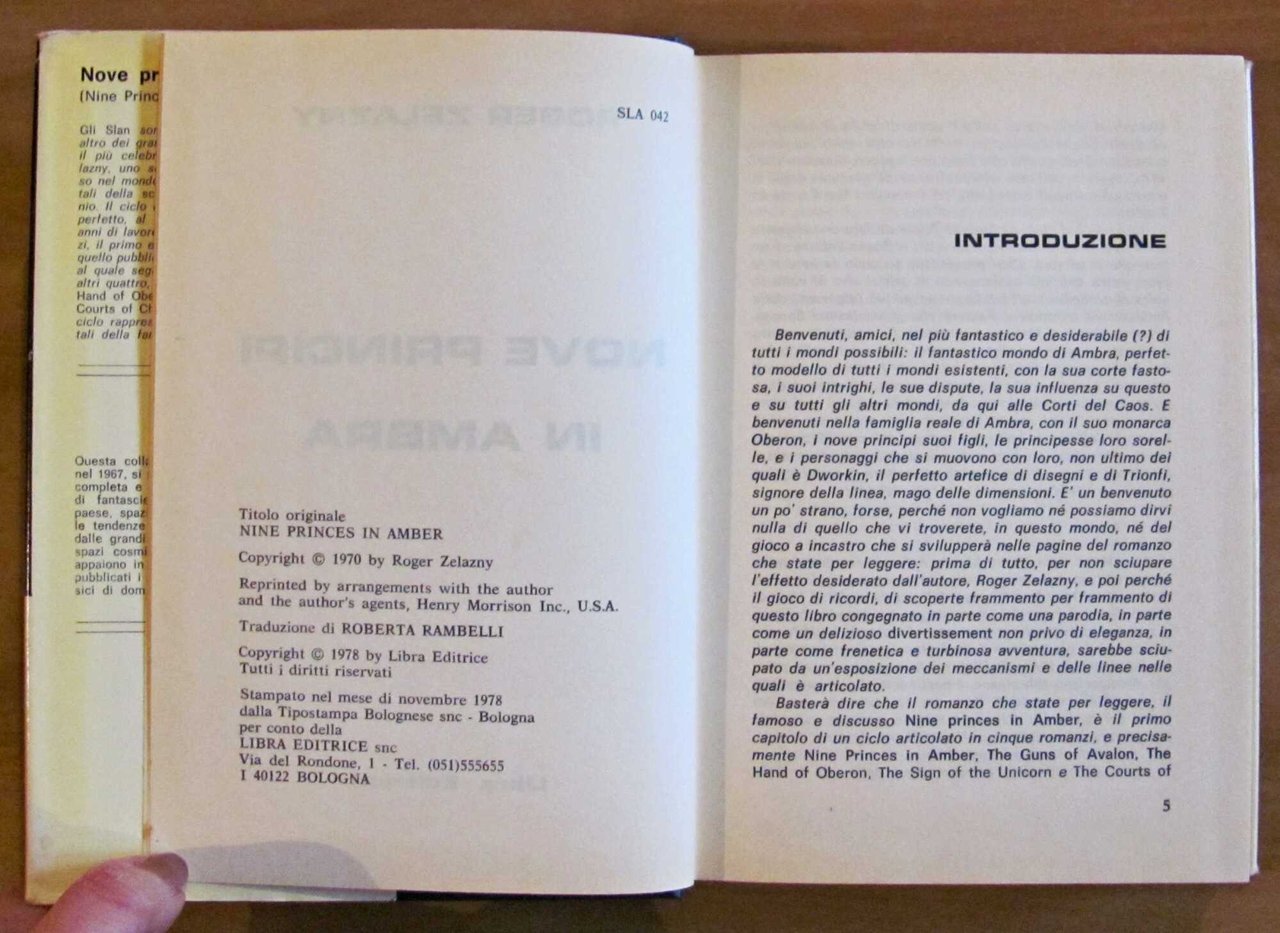 Nove pr
(Nine Princ
Gli Slan son
altro dei gran
il più celebr
lazny, uno s
so nel mondo
tali della sc
nio. Il ciclo
perfetto, al
anni di lavoro
zi, il primo e
quello pubbli
al quale seg
altri quattro,
Hand of Obe
Courts of Ch
ciclo rappres
tali della fan
Questa colla
nel 1967, si
completa e
di fantascie
paese, spaz
le tendenze
dalle grandi
spazi cosmi
appaiono in
pubblicati i
sici di dom
SLA 042
ROGER ZELAZNY
NOVE PRINCIPI
IN AMBRA
Titolo originale
NINE PRINCES IN AMBER
Copyright © 1970 by Roger Zelazny
Reprinted by arrangements with the author
and the author's agents, Henry Morrison Inc., U.S.A.
Traduzione di ROBERTA RAMBELLI
Copyright © 1978 by Libra Editrice
Tutti i diritti riservati
Stampato nel mese di novembre 1978
dalla Tipostampa Bolognese snc - Bologna
per conto della
LIBRA EDITRICE snc
Via del Rondone, 1 - Tel. (051)555655
I 40122 BOLOGNA
INTRODUZIONE
Benvenuti, amici, nel più fantastico e desiderabile (?) di
tutti i mondi possibili: il fantastico mondo di Ambra, perfet-
to modello di tutti i mondi esistenti, con la sua corte fasto-
sa, i suoi intrighi, le sue dispute, la sua influenza su questo
e su tutti gli altri mondi, da qui alle Corti del Caos. E
benvenuti nella famiglia reale di Ambra, con il suo monarca
Oberon, i nove principi suoi figli, le principesse loro sorel-
le, e i personaggi che si muovono con loro, non ultimo dei
quali è Dworkin, il perfetto artefice di disegni e di Trionfi,
signore della linea, mago delle dimensioni. E' un benvenuto
un po' strano, forse, perché non vogliamo né possiamo dirvi
nulla di quello che vi troverete, in questo mondo, né del
gioco a incastro che si svilupperà nelle pagine del romanzo
che state per leggere: prima di tutto, per non sciupare
l'effetto desiderato dall'autore, Roger Zelazny, e poi perché
il gioco di ricordi, di scoperte frammento per frammento di
questo libro congegnato in parte come una parodia, in parte
come un delizioso divertissement non privo di eleganza, in
parte come frenetica e turbinosa avventura, sarebbe sciu-
pato da un'esposizione dei meccanismi e delle linee nelle
quali è articolato.
Basterà dire che il romanzo che state per leggere, il
famoso e discusso Nine princes in Amber, è il primo
capitolo di un ciclo articolato in cinque romanzi, e precisa-
mente Nine Princes in Amber, The Guns of Avalon, The
Hand of Oberon, The Sign of the Unicorn e The Courts of
5